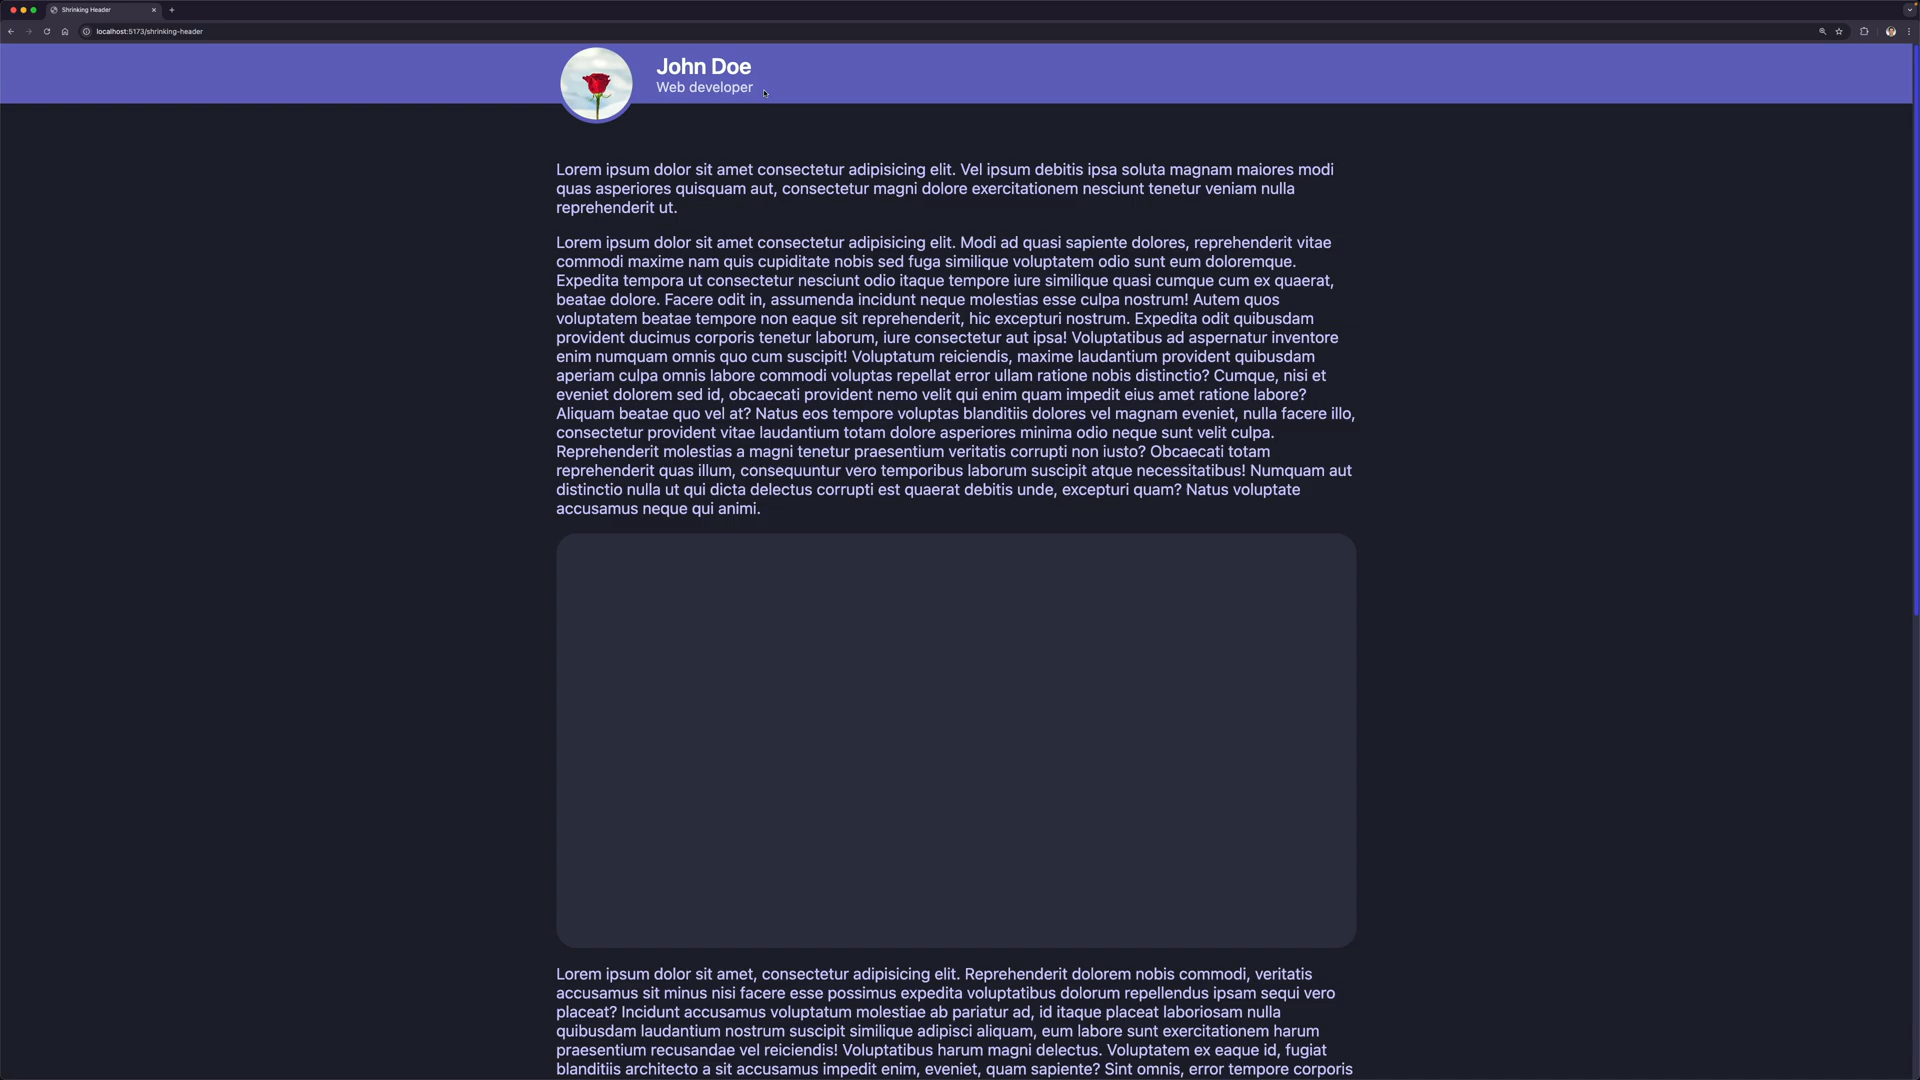 Shrinking Header
localhost:5173/shrinking-header
John Doe
Web developer
Lorem ipsum dolor sit amet consectetur adipisicing elit. Vel ipsum debitis ipsa soluta magnam maiores modi
quas asperiores quisquam aut, consectetur magni dolore exercitationem nesciunt tenetur veniam nulla
reprehenderit ut.
Lorem ipsum dolor sit amet consectetur adipisicing elit. Modi ad quasi sapiente dolores, reprehenderit vitae
commodi maxime nam quis cupiditate nobis sed fuga similique voluptatem odio sunt eum doloremque.
Expedita tempora ut consectetur nesciunt odio itaque tempore iure similique quasi cumque cum ex quaerat,
beatae dolore. Facere odit in, assumenda incidunt neque molestias esse culpa nostrum! Autem quos
voluptatem beatae tempore non eaque sit reprehenderit, hic excepturi nostrum. Expedita odit quibusdam
provident ducimus corporis tenetur laborum, iure consectetur aut ipsa! Voluptatibus ad aspernatur inventore
enim numquam omnis quo cum suscipit! Voluptatum reiciendis, maxime laudantium provident quibusdam
aperiam culpa omnis labore commodi voluptas repellat error ullam ratione nobis distinctio? Cumque, nisi et
eveniet dolorem sed id, obcaecati provident nemo velit qui enim quam impedit eius amet ratione labore?
Aliquam beatae quo vel at? Natus eos tempore voluptas blanditiis dolores vel magnam eveniet, nulla facere illo,
consectetur provident vitae laudantium totam dolore asperiores minima odio neque sunt velit culpa.
Reprehenderit molestias a magni tenetur praesentium veritatis corrupti non iusto? Obcaecati totam
reprehenderit quas illum, consequuntur vero temporibus laborum suscipit atque necessitatibus! Numquam aut
distinctio nulla ut qui dicta delectus corrupti est quaerat debitis unde, excepturi quam? Natus voluptate
accusamus neque qui animi.
Lorem ipsum dolor sit amet, consectetur adipisicing elit. Reprehenderit dolorem nobis commodi, veritatis
accusamus sit minus nisi facere esse possimus expedita voluptatibus dolorum repellendus ipsam sequi vero
placeat? Incidunt accusamus voluptatum molestiae ab pariatur ad, id itaque placeat laboriosam nulla
quibusdam laudantium nostrum suscipit similique adipisci aliquam, eum labore sunt exercitationem harum
praesentium recusandae vel reiciendis! Voluptatibus harum magni delectus. Voluptatem ex eaque id, fugiat
blanditiis architecto a sit accusamus impedit enim, eveniet, quam sapiente? Sint omnis, error tempore corporis